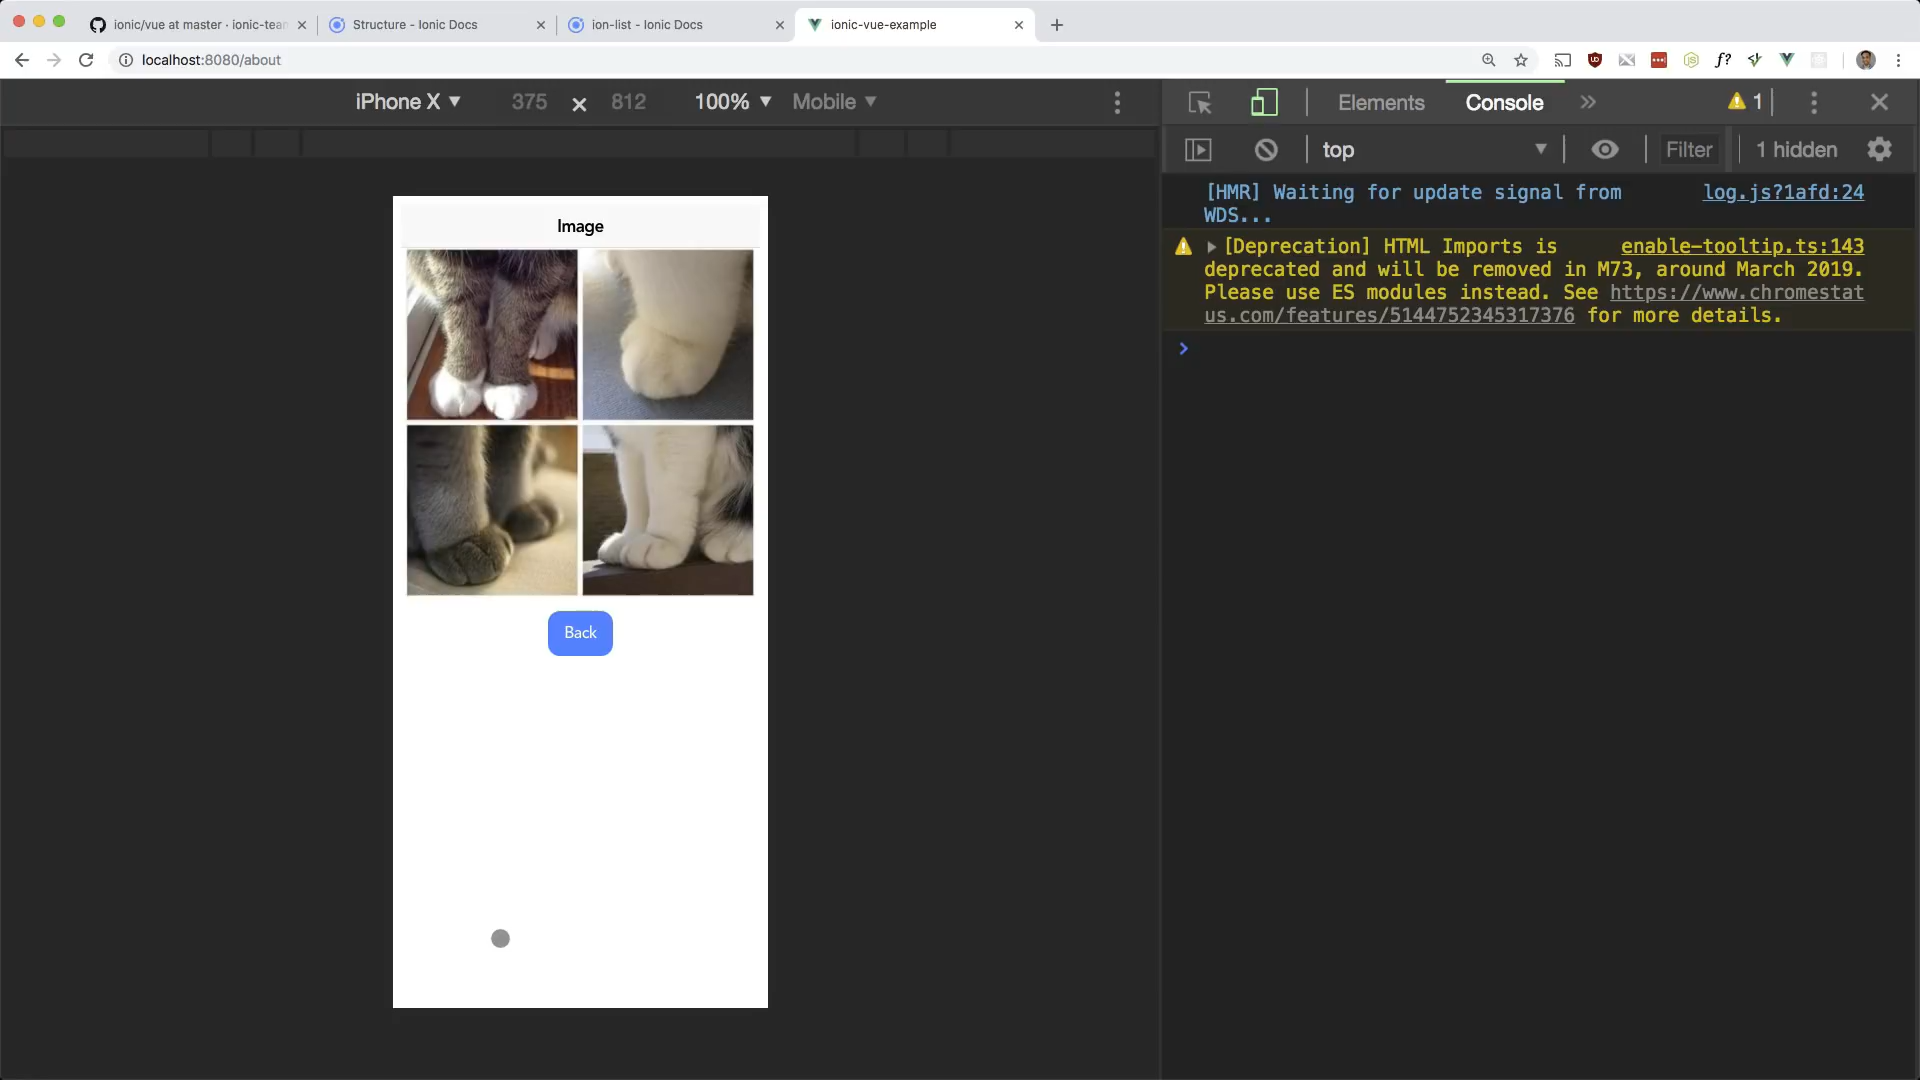 ionic/vue at master · ionic-tean
Structure - Ionic Docs
ion-list - Ionic Docs
ionic-vue-example
localhost:8080/about
iPhone X
375 × 812
100%
Mobile
Elements
Console
1
top
Filter
1 hidden
Image
Back
[HMR] Waiting for update signal from
WDS...
log.js?1afd:24
[Deprecation] HTML Imports is
enable-tooltip.ts:143
deprecated and will be removed in M73, around March 2019.
Please use ES modules instead. See https://www.chromestat
us.com/features/5144752345317376 for more details.